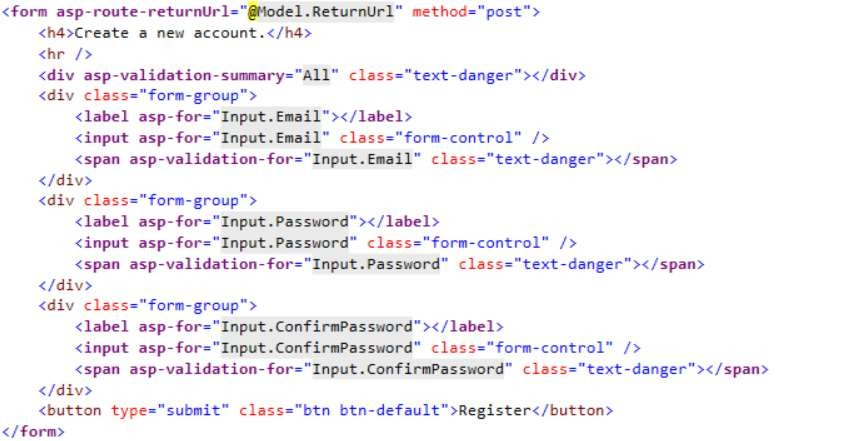 <form asp-route-returnUrl="@Model.ReturnUrl" method="post">
    <h4>Create a new account.</h4>
    <hr />
    <div asp-validation-summary="All" class="text-danger"></div>
    <div class="form-group">
        <label asp-for="Input.Email"></label>
        <input asp-for="Input.Email" class="form-control" />
        <span asp-validation-for="Input.Email" class="text-danger"></span>
    </div>
    <div class="form-group">
        <label asp-for="Input.Password"></label>
        <input asp-for="Input.Password" class="form-control" />
        <span asp-validation-for="Input.Password" class="text-danger"></span>
    </div>
    <div class="form-group">
        <label asp-for="Input.ConfirmPassword"></label>
        <input asp-for="Input.ConfirmPassword" class="form-control" />
        <span asp-validation-for="Input.ConfirmPassword" class="text-danger"></span>
    </div>
    <button type="submit" class="btn btn-default">Register</button>
</form>